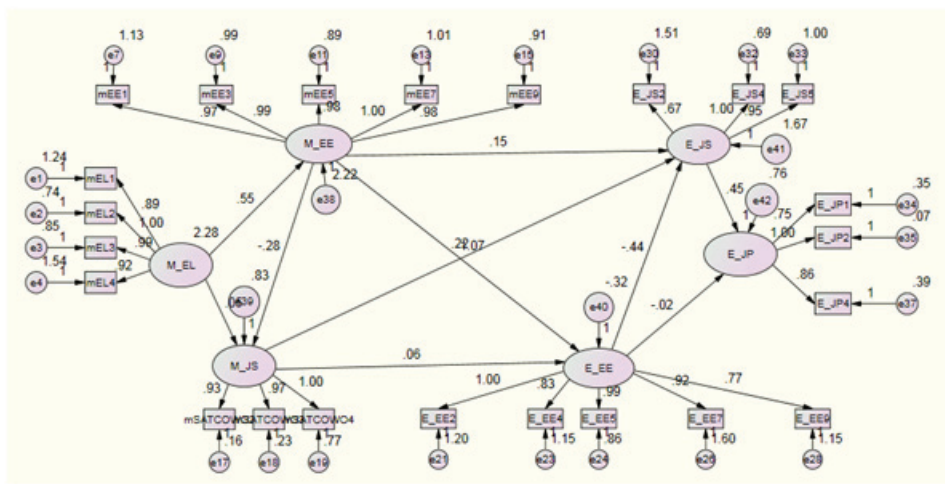 1.13 .99 .89 1.01 .91 1.51 .69 1.00
e7 e9 e11 e13 e15 e30 e32 e33
1 1 1 1 1 1 1 1
mEE1 mEE3 mEE5 mEE7 mEE9 E_JS2 E_JS4 E_JS5
.97 .99 .98 1.00 .98 .67 1.00 .95 1.67
M_EE .15 E_JS 1 e41
1.24 2.22 .76
e1 1 mEL1 e38 .45 e42 .35
.74 .89 .55 .75 E_JP1 1 e34
e2 1 mEL2 1.00 2.28 -.28 1 1.00 .07
.85 .99 .22 .07 -.44 E_JP E_JP2 1 e35
e3 1 mEL3 M_EL
1.54 .92 .83 -.32 .86 .39
e4 1 mEL4 e40 -.02 E_JP4 1 e37
1 1
M_JS .06 E_EE
.93 .97 1.00 1.00 .83 .99 .92 .77
E_EE2 E_EE4 E_EE5 E_EE7 E_EE9
.16 .23 .77 1.20 1.15 .86 1.60 1.15
e17 e18 e19 e21 e23 e24 e26 e28